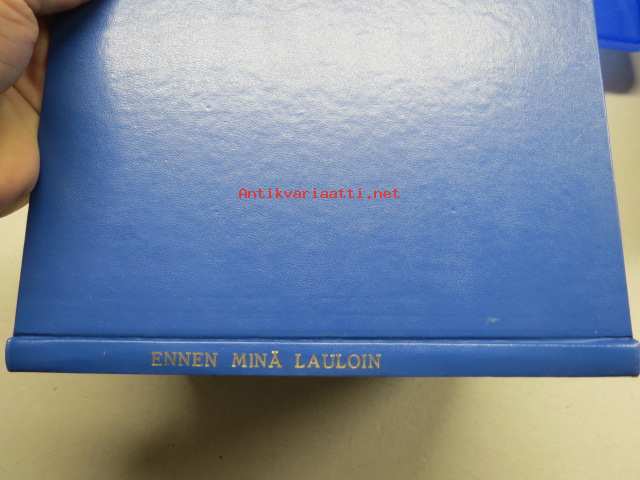 Antikvariaatti.net
ENNEN MINÄ LAULOIN